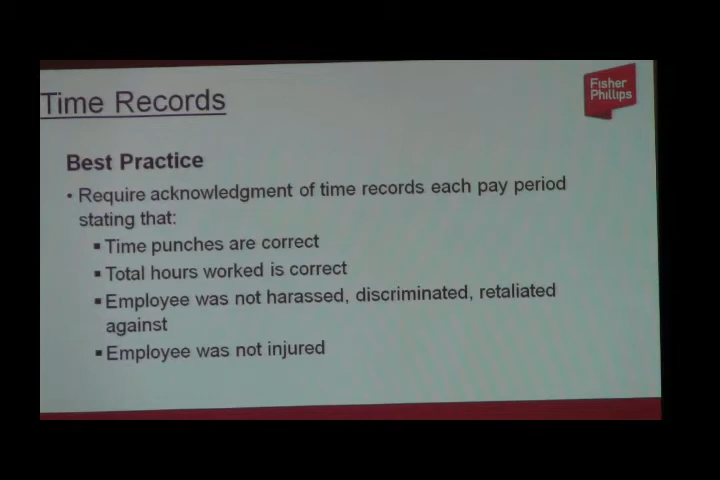 Time Records
Fisher
Phillips
Best Practice
• Require acknowledgment of time records each pay period
stating that:
▪ Time punches are correct
▪ Total hours worked is correct
▪ Employee was not harassed, discriminated, retaliated
against
▪ Employee was not injured